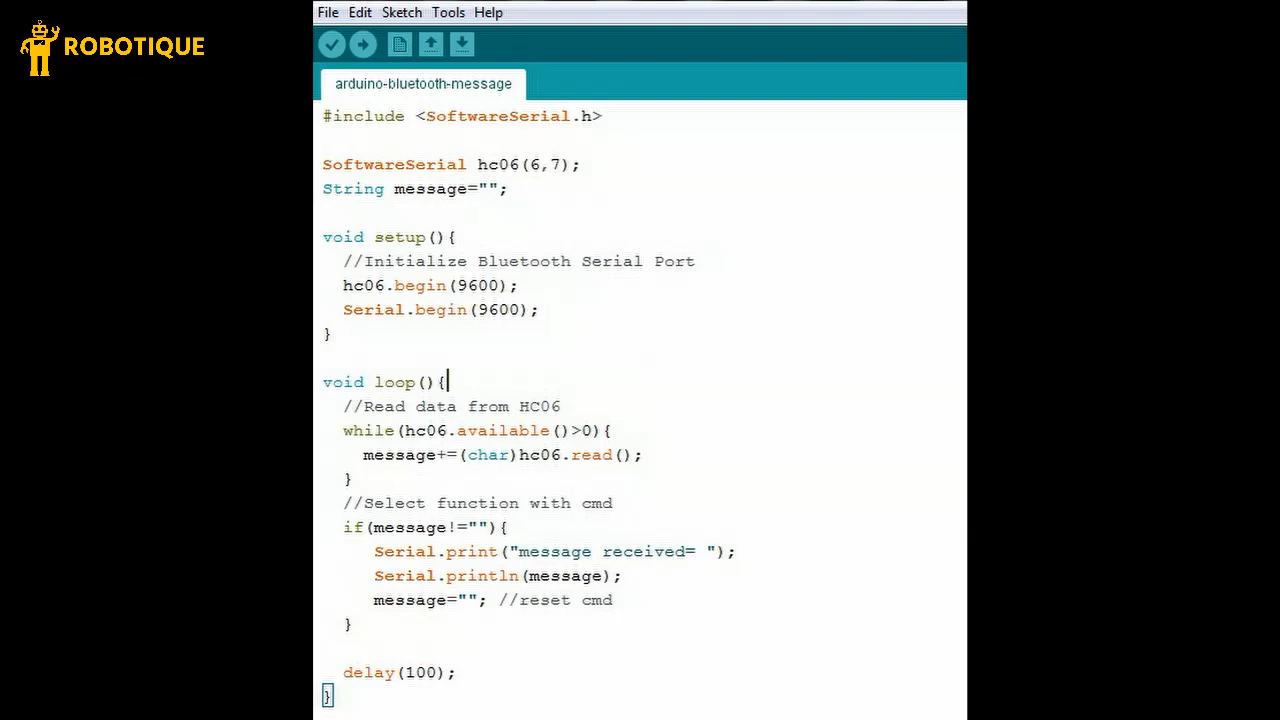 ROBOTIQUE
File Edit Sketch Tools Help
arduino-bluetooth-message
#include <SoftwareSerial.h>
SoftwareSerial hc06(6,7);
String message="";
void setup(){
  //Initialize Bluetooth Serial Port
  hc06.begin(9600);
  Serial.begin(9600);
}
void loop(){
  //Read data from HC06
  while(hc06.available()>0){
    message+=(char)hc06.read();
  }
  //Select function with cmd
  if(message!=""){
     Serial.print("message received= ");
     Serial.println(message);
     message=""; //reset cmd
  }
  delay(100);
}